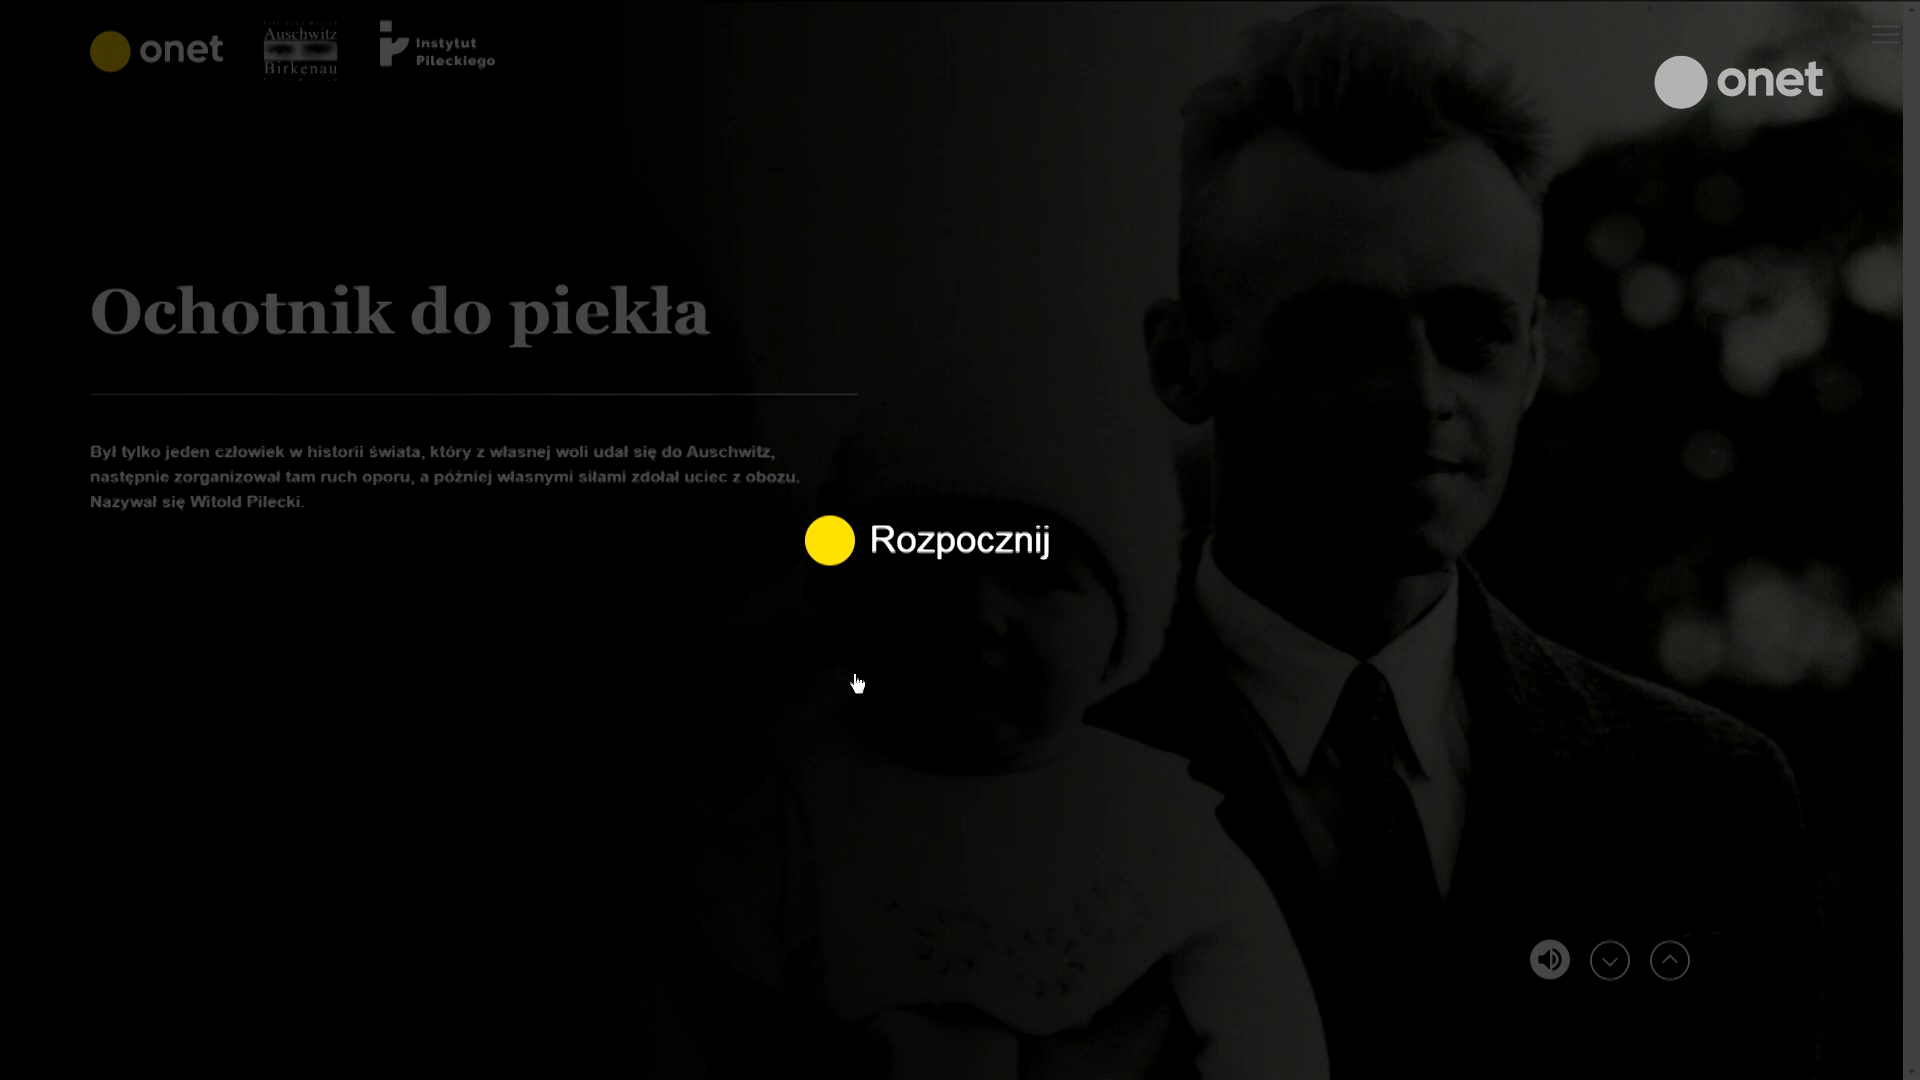 onet
Auschwitz
Birkenau
Instytut
Pileckiego
onet
Ochotnik do piekła
Był tylko jeden człowiek w historii świata, który z własnej woli udał się do Auschwitz,
następnie zorganizował tam ruch oporu, a później własnymi siłami zdołał uciec z obozu.
Nazywał się Witold Pilecki.
Rozpocznij